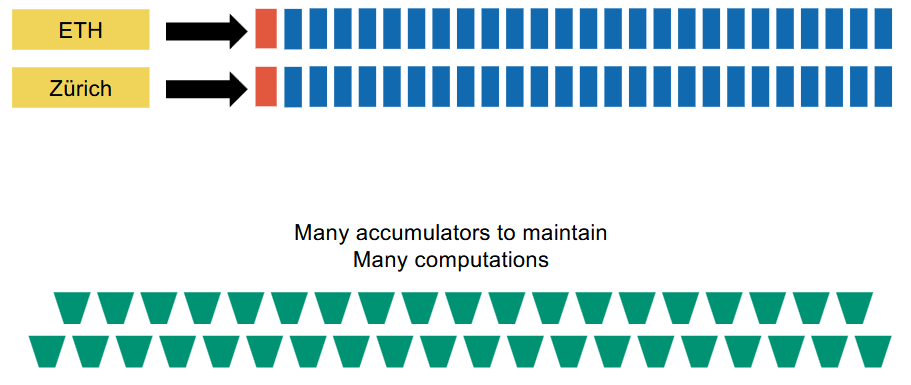 ETH
Zürich
Many accumulators to maintain
Many computations